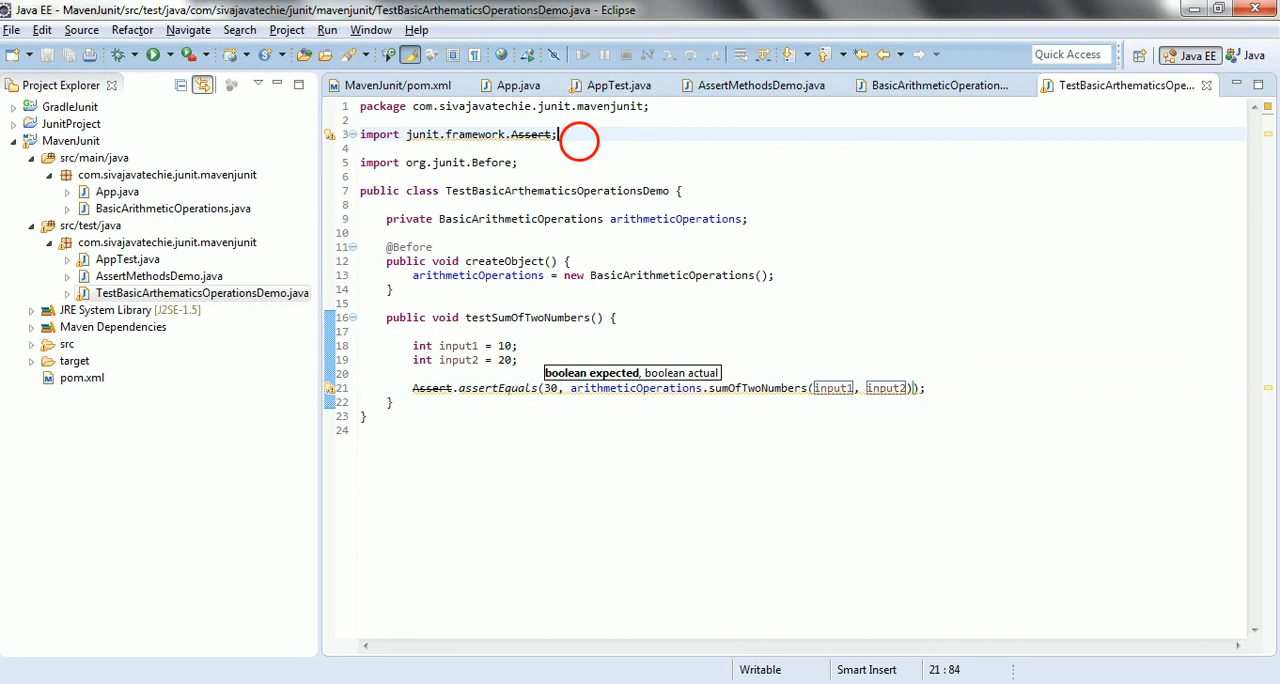 Java EE - MavenJunit/src/test/java/com/sivajavatechie/junit/mavenjunit/TestBasicArthematicsOperationsDemo.java - Eclipse
File Edit Source Refactor Navigate Search Project Run Window Help
Quick Access
Java EE
Java
Project Explorer
MavenJunit/pom.xml
App.java
AppTest.java
AssertMethodsDemo.java
BasicArithmeticOperation...
TestBasicArthematicsOpe...
GradleJunit
JunitProject
MavenJunit
src/main/java
com.sivajavatechie.junit.mavenjunit
App.java
BasicArithmeticOperations.java
src/test/java
com.sivajavatechie.junit.mavenjunit
AppTest.java
AssertMethodsDemo.java
TestBasicArthematicsOperationsDemo.java
JRE System Library [J2SE-1.5]
Maven Dependencies
src
target
pom.xml
1 package com.sivajavatechie.junit.mavenjunit;
2
3 import junit.framework.Assert;
4
5 import org.junit.Before;
6
7 public class TestBasicArthematicsOperationsDemo {
8
9 private BasicArithmeticOperations arithmeticOperations;
10
11 @Before
12 public void createObject() {
13 arithmeticOperations = new BasicArithmeticOperations();
14 }
15
16 public void testSumOfTwoNumbers() {
17
18 int input1 = 10;
19 int input2 = 20;
20 boolean expected, boolean actual
21 Assert.assertEquals(30, arithmeticOperations.sumOfTwoNumbers(input1, input2));
22 }
23 }
24
Writable
Smart Insert
21 : 84